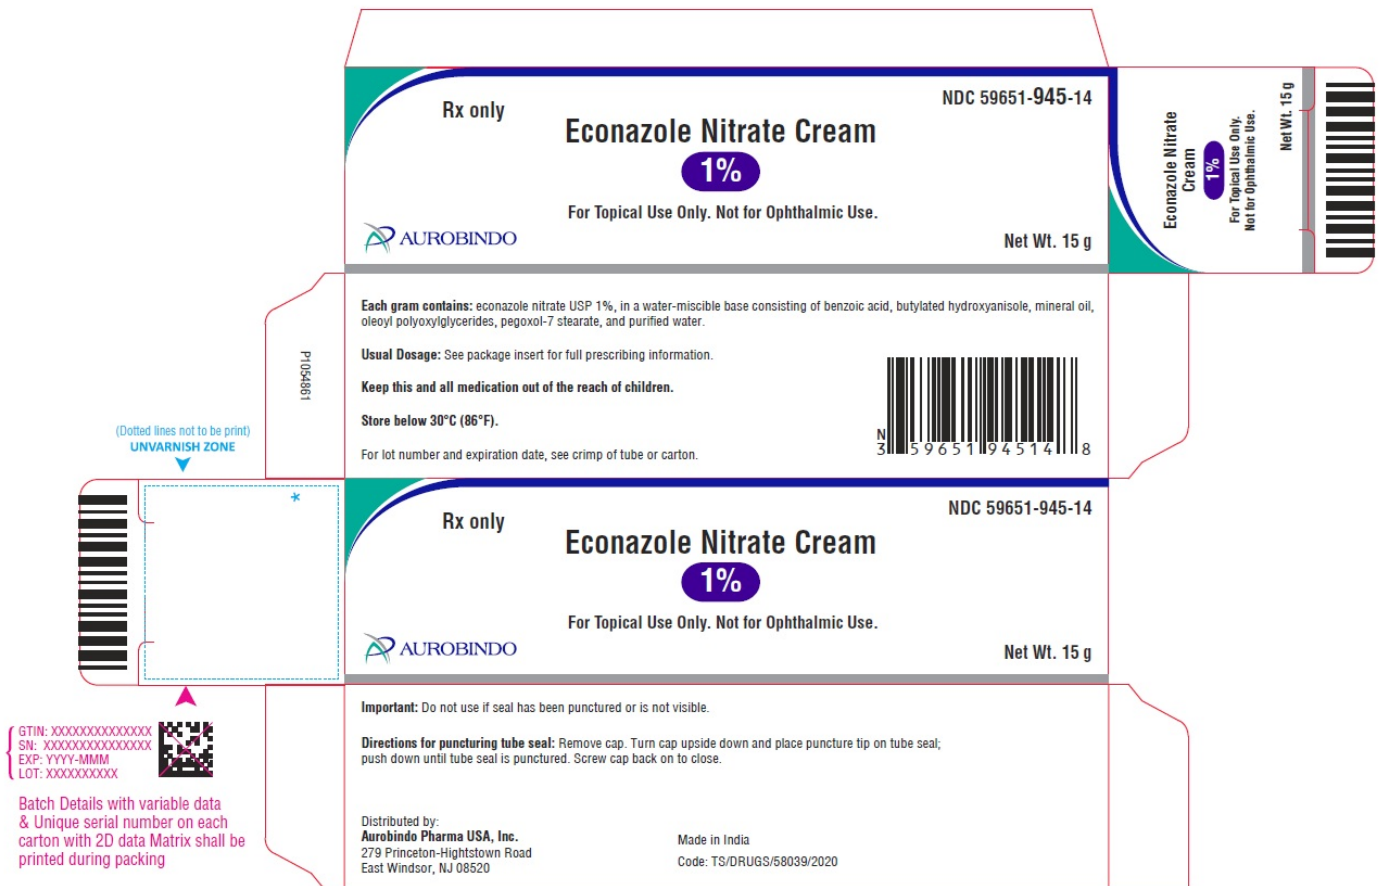 Rx only
NDC 59651-945-14
Econazole Nitrate Cream
1%
For Topical Use Only. Not for Ophthalmic Use.
AUROBINDO
Net Wt. 15 g
Econazole Nitrate
Cream
1%
For Topical Use Only.
Not for Ophthalmic Use.
Net Wt. 15 g
Each gram contains: econazole nitrate USP 1%, in a water-miscible base consisting of benzoic acid, butylated hydroxyanisole, mineral oil,
oleoyl polyoxylglycerides, pegoxol-7 stearate, and purified water.
Usual Dosage: See package insert for full prescribing information.
Keep this and all medication out of the reach of children.
Store below 30°C (86°F).
For lot number and expiration date, see crimp of tube or carton.
N
3 59651 94514 8
P1054861
(Dotted lines not to be print)
UNVARNISH ZONE
*
Rx only
NDC 59651-945-14
Econazole Nitrate Cream
1%
For Topical Use Only. Not for Ophthalmic Use.
AUROBINDO
Net Wt. 15 g
Important: Do not use if seal has been punctured or is not visible.
Directions for puncturing tube seal: Remove cap. Turn cap upside down and place puncture tip on tube seal;
push down until tube seal is punctured. Screw cap back on to close.
Distributed by:
Aurobindo Pharma USA, Inc.
279 Princeton-Hightstown Road
East Windsor, NJ 08520
Made in India
Code: TS/DRUGS/58039/2020
GTIN: XXXXXXXXXXXXXX
SN: XXXXXXXXXXXXXXX
EXP: YYYY-MMM
LOT: XXXXXXXXXX
Batch Details with variable data
& Unique serial number on each
carton with 2D data Matrix shall be
printed during packing